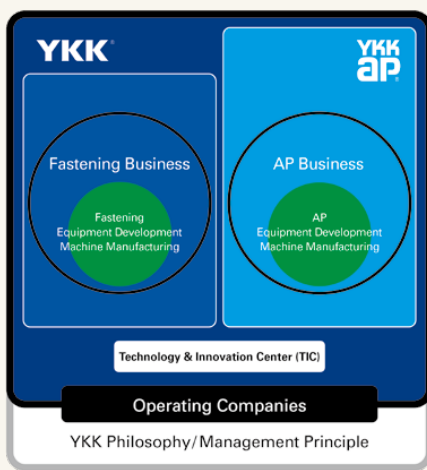 YKK®
YKK
ap®
Fastening Business
AP Business
Fastening
Equipment Development
Machine Manufacturing
AP
Equipment Development
Machine Manufacturing
Technology & Innovation Center (TIC)
Operating Companies
YKK Philosophy/Management Principle